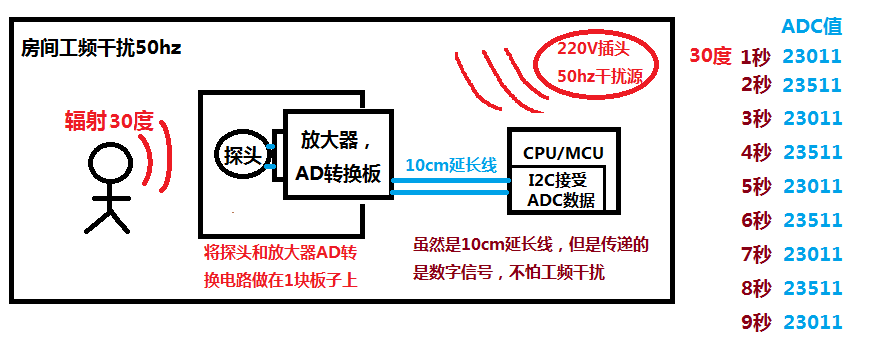 房间工频干扰50hz
220V插头
50hz干扰源
辐射30度
探头
放大器，
AD转换板
10cm延长线
CPU/MCU
I2C接受
ADC数据
将探头和放大器AD转
换电路做在1块板子上
虽然是10cm延长线，但是传递的
是数字信号，不怕工频干扰
ADC值
30度 1秒 23011
2秒 23511
3秒 23011
4秒 23511
5秒 23011
6秒 23511
7秒 23011
8秒 23511
9秒 23011